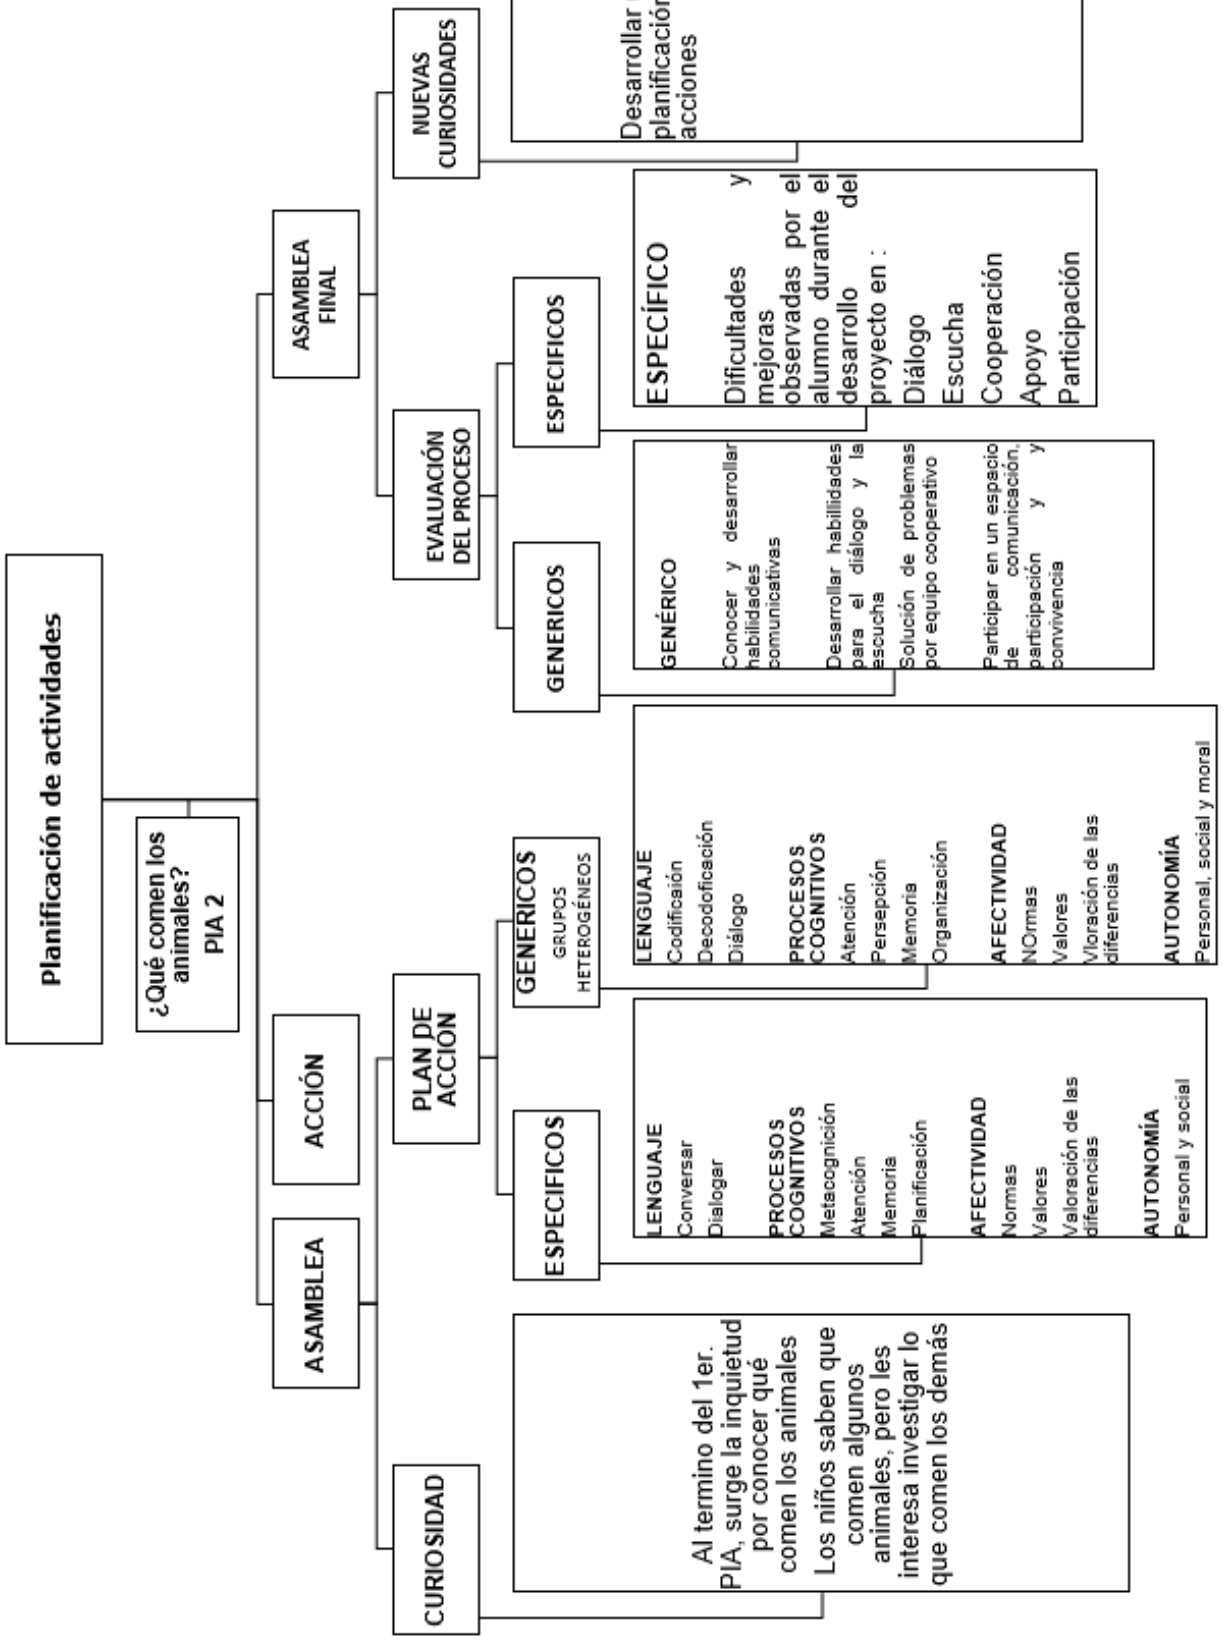 Planificación de actividades
¿Qué comen los
animales?
PIA 2
ASAMBLEA
ACCIÓN
ASAMBLEA
FINAL
CURIOSIDAD
PLAN DE
ACCIÓN
EVALUACIÓN
DEL PROCESO
NUEVAS
CURIOSIDADES
ESPECIFICOS
GENERICOS
GRUPOS
HETEROGÉNEOS
GENERICOS
ESPECIFICOS
Al termino del 1er.
PIA, surge la inquietud
por conocer qué
comen los animales
Los niños saben que
comen algunos
animales, pero les
interesa investigar lo
que comen los demás
LENGUAJE
Conversar
Dialogar
PROCESOS
COGNITIVOS
Metacognición
Atención
Memoria
Planificación
AFECTIVIDAD
Normas
Valores
Valoración de las
diferencias
AUTONOMÍA
Personal y social
LENGUAJE
Codificaión
Decodoficación
Diálogo
PROCESOS
COGNITIVOS
Atención
Persepción
Memoria
Organización
AFECTIVIDAD
NOrmas
Valores
Vloración de las
diferencias
AUTONOMÍA
Personal, social y moral
GENÉRICO
Conocer y desarrollar
habilidades
comunicativas
Desarrollar habillidades
para el diálogo y la
escucha
Solución de problemas
por equipo cooperativo
Participar en un espacio
de comunicación,
participación y y
convivencia
ESPECÍFICO
Dificultades y
mejoras
observadas por el
alumno durante el
desarrollo del
proyecto en :
Diálogo
Escucha
Cooperación
Apoyo
Participación
Desarrollar
planificación
acciones